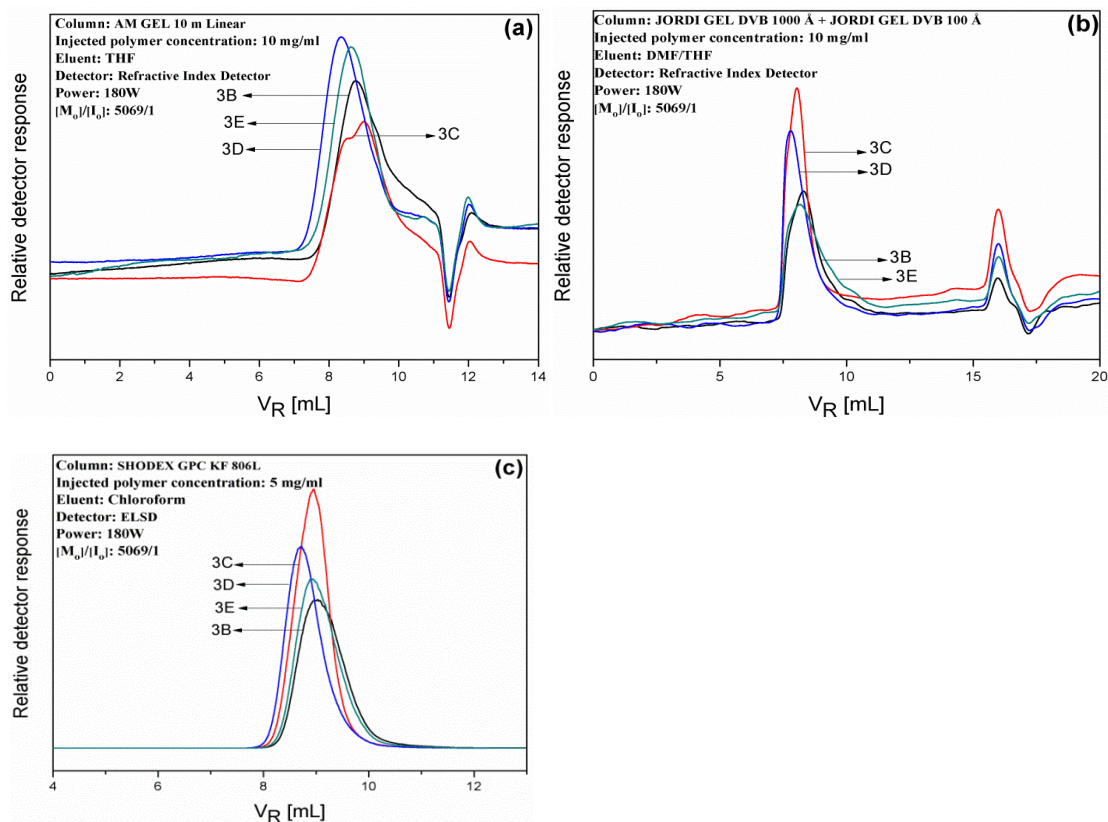 Column: AM GEL 10 m Linear
(a)
Injected polymer concentration: 10 mg/ml
Eluent: THF
Detector: Refractive Index Detector
Power: 180W
[Mo]/[Io]: 5069/1
3B
3E
3C
3D
Relative detector response
0 2 4 6 8 10 12 14
VR [mL]
Column: JORDI GEL DVB 1000 Å + JORDI GEL DVB 100 Å
(b)
Injected polymer concentration: 10 mg/ml
Eluent: DMF/THF
Detector: Refractive Index Detector
Power: 180W
[Mo]/[Io]: 5069/1
3C
3D
3B
3E
Relative detector response
0 5 10 15 20
VR [mL]
Column: SHODEX GPC KF 806L
(c)
Injected polymer concentration: 5 mg/ml
Eluent: Chloroform
Detector: ELSD
Power: 180W
[Mo]/[Io]: 5069/1
3C
3D
3E
3B
Relative detector response
4 6 8 10 12
VR [mL]